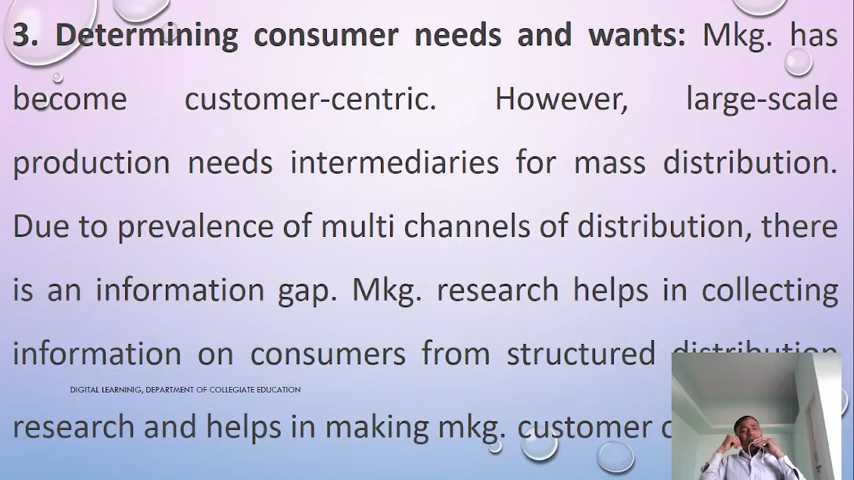 3. Determining consumer needs and wants: Mkg. has
become customer-centric. However, large-scale
production needs intermediaries for mass distribution.
Due to prevalence of multi channels of distribution, there
is an information gap. Mkg. research helps in collecting
information on consumers from structured distribution
DIGITAL LEARNINIG, DEPARTMENT OF COLLEGIATE EDUCATION
research and helps in making mkg. customer